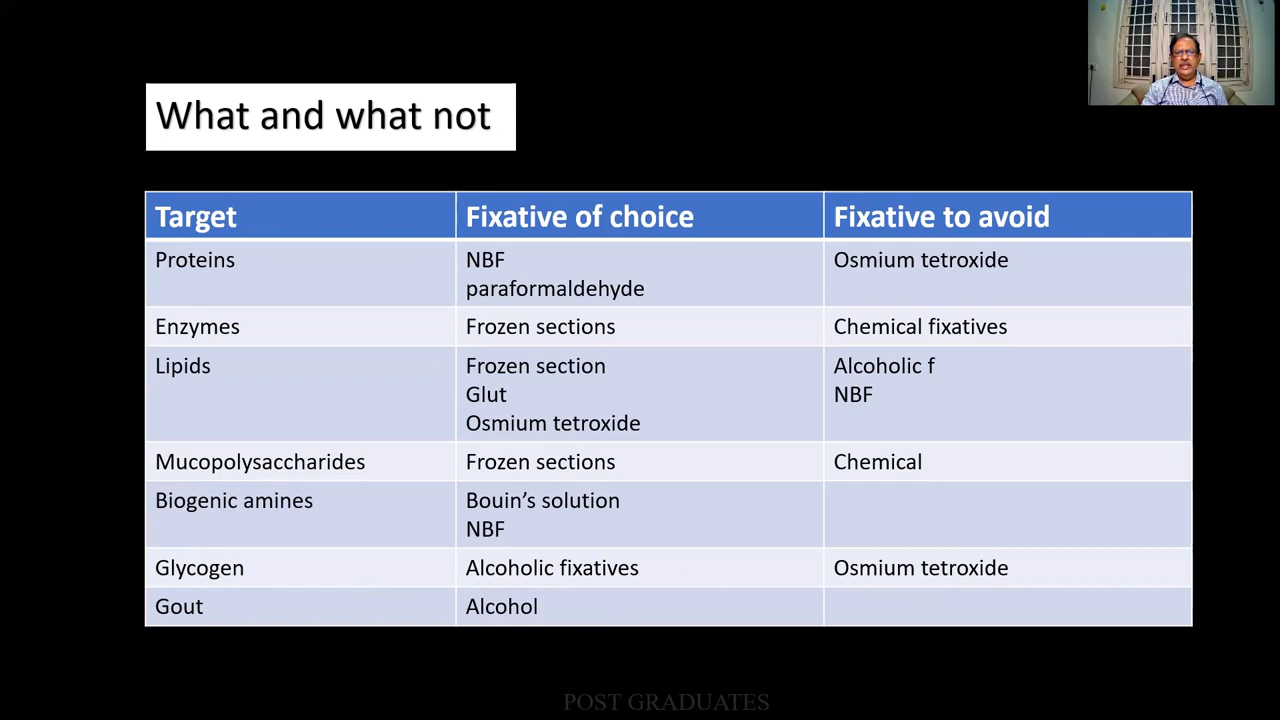 What and what not
Target Fixative of choice Fixative to avoid
Proteins NBF Osmium tetroxide
paraformaldehyde
Enzymes Frozen sections Chemical fixatives
Lipids Frozen section Alcoholic f
Glut NBF
Osmium tetroxide
Mucopolysaccharides Frozen sections Chemical
Biogenic amines Bouin’s solution
NBF
Glycogen Alcoholic fixatives Osmium tetroxide
Gout Alcohol
POST GRADUATES